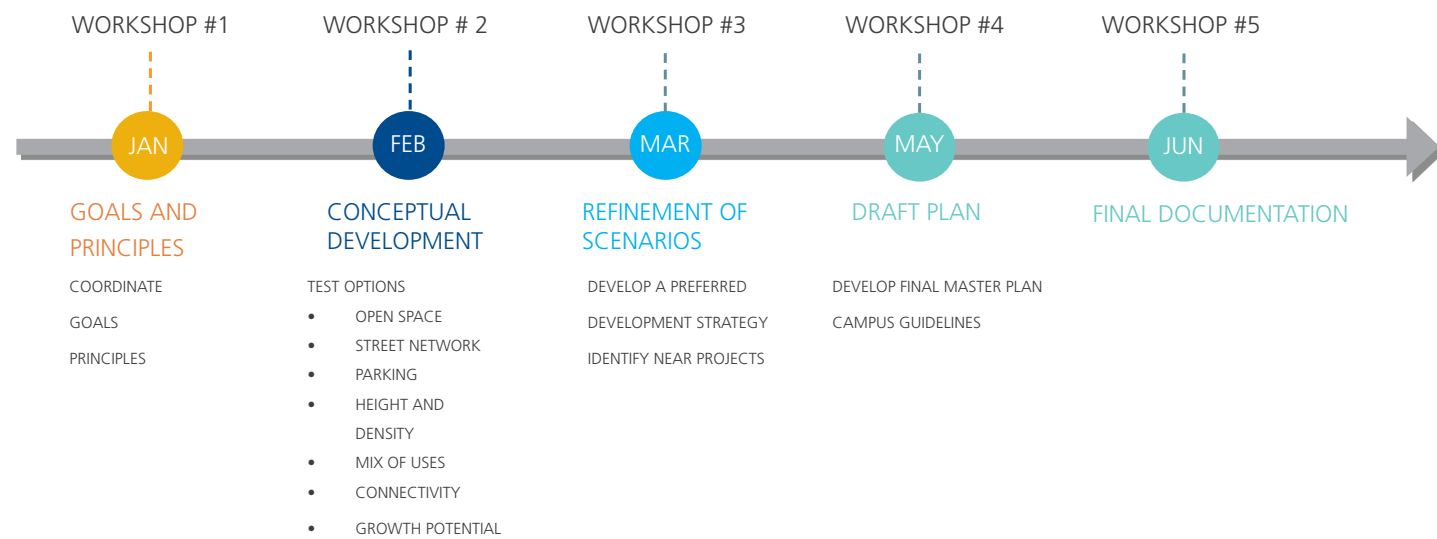 WORKSHOP #1
WORKSHOP # 2
WORKSHOP #3
WORKSHOP #4
WORKSHOP #5
JAN
FEB
MAR
MAY
JUN
GOALS AND
PRINCIPLES
COORDINATE
GOALS
PRINCIPLES
CONCEPTUAL
DEVELOPMENT
TEST OPTIONS
• OPEN SPACE
• STREET NETWORK
• PARKING
• HEIGHT AND
DENSITY
• MIX OF USES
• CONNECTIVITY
• GROWTH POTENTIAL
REFINEMENT OF
SCENARIOS
DEVELOP A PREFERRED
DEVELOPMENT STRATEGY
IDENTIFY NEAR PROJECTS
DRAFT PLAN
DEVELOP FINAL MASTER PLAN
CAMPUS GUIDELINES
FINAL DOCUMENTATION